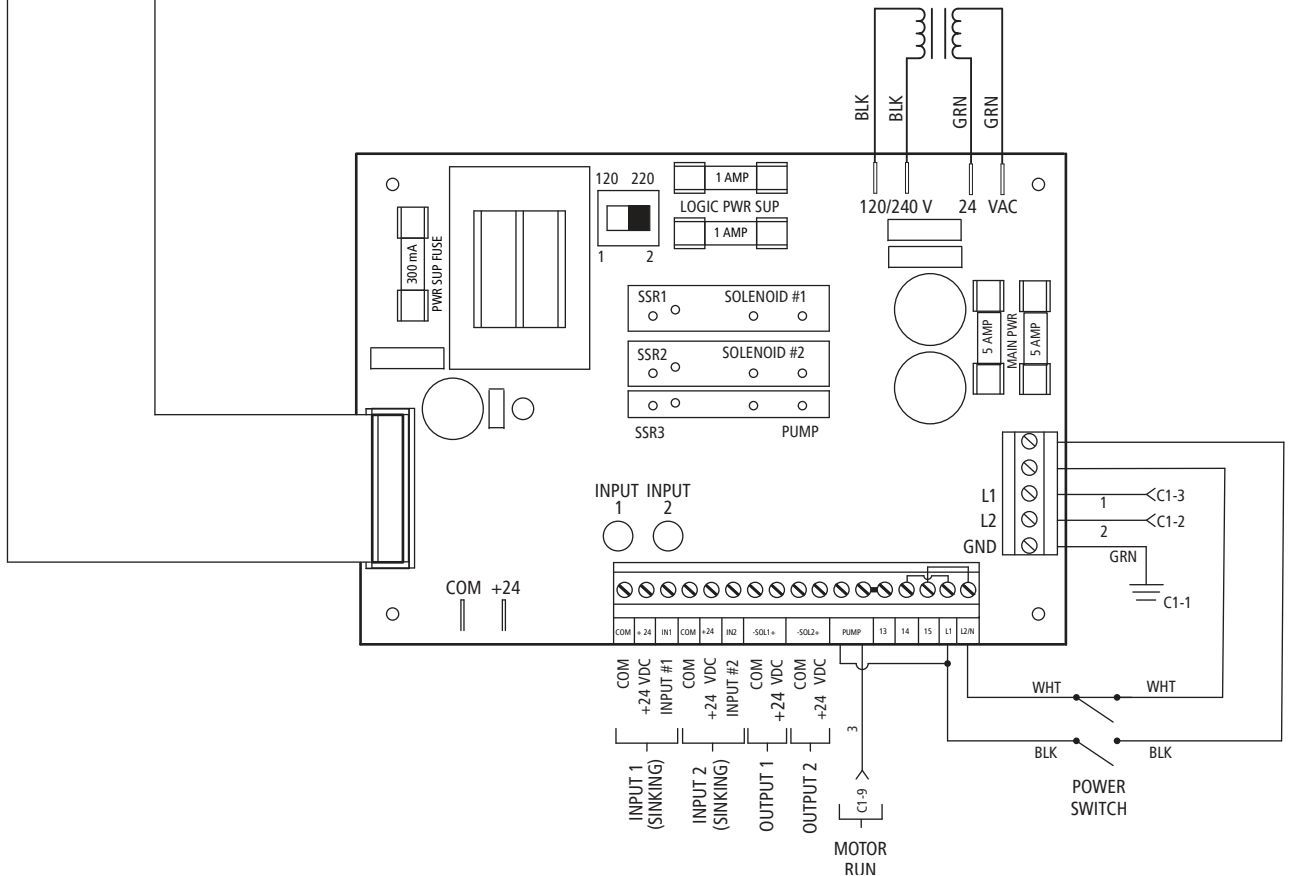 BLK
BLK
GRN
GRN
120 220
1 2
1 AMP
LOGIC PWR SUP
1 AMP
120/240 V 24 VAC
300 mA
PWR SUP FUSE
SSR1 SOLENOID #1
SSR2 SOLENOID #2
SSR3 PUMP
5 AMP
MAIN PWR
5 AMP
INPUT 1
INPUT 2
L1
L2
GND
1
C1-3
2
C1-2
GRN
C1-1
COM +24
COM +24 IN1 COM +24 IN2 -SOL1+ -SOL2+ PUMP 13 14 15 L1 L2/N
COM
+24 VDC
INPUT #1
COM
+24 VDC
INPUT #2
COM
+24 VDC
COM
+24 VDC
INPUT 1
(SINKING)
INPUT 2
(SINKING)
OUTPUT 1
OUTPUT 2
3
C1-9
MOTOR
RUN
WHT WHT
BLK BLK
POWER
SWITCH